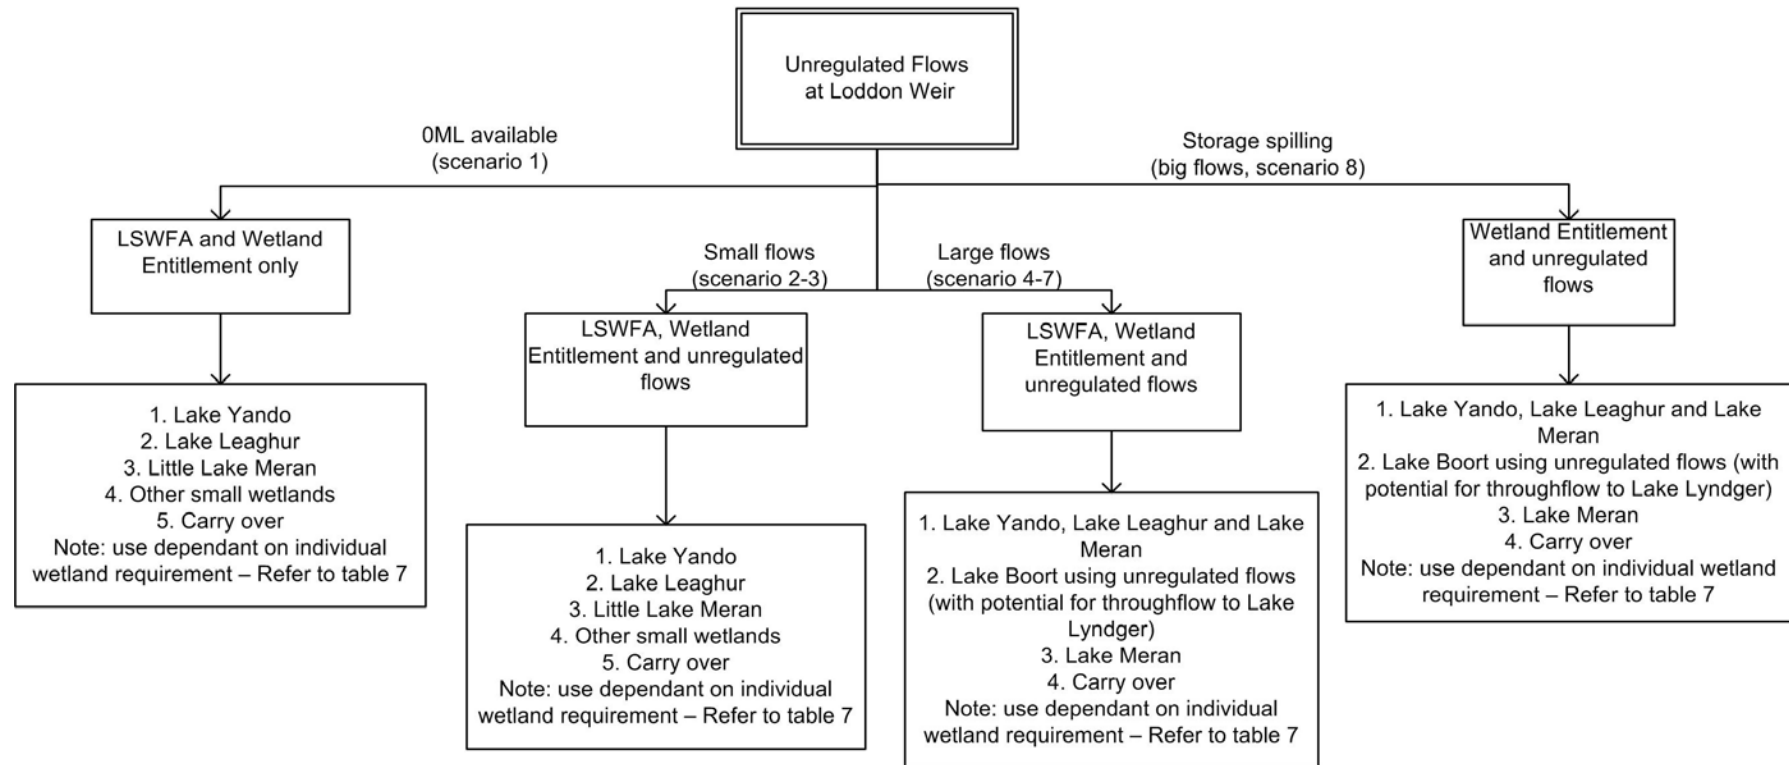 Unregulated Flows
at Loddon Weir
0ML available
(scenario 1)
Storage spilling
(big flows, scenario 8)
LSWFA and Wetland
Entitlement only
Small flows
(scenario 2-3)
Large flows
(scenario 4-7)
Wetland Entitlement
and unregulated
flows
LSWFA, Wetland
Entitlement and unregulated
flows
LSWFA, Wetland
Entitlement and
unregulated flows
1. Lake Yando
2. Lake Leaghur
3. Little Lake Meran
4. Other small wetlands
5. Carry over
Note: use dependant on individual
wetland requirement – Refer to table 7
1. Lake Yando
2. Lake Leaghur
3. Little Lake Meran
4. Other small wetlands
5. Carry over
Note: use dependant on individual
wetland requirement – Refer to table 7
1. Lake Yando, Lake Leaghur and Lake
Meran
2. Lake Boort using unregulated flows
(with potential for throughflow to Lake
Lyndger)
3. Lake Meran
4. Carry over
Note: use dependant on individual
wetland requirement – Refer to table 7
1. Lake Yando, Lake Leaghur and Lake
Meran
2. Lake Boort using unregulated flows (with
potential for throughflow to Lake Lyndger)
3. Lake Meran
4. Carry over
Note: use dependant on individual wetland
requirement – Refer to table 7